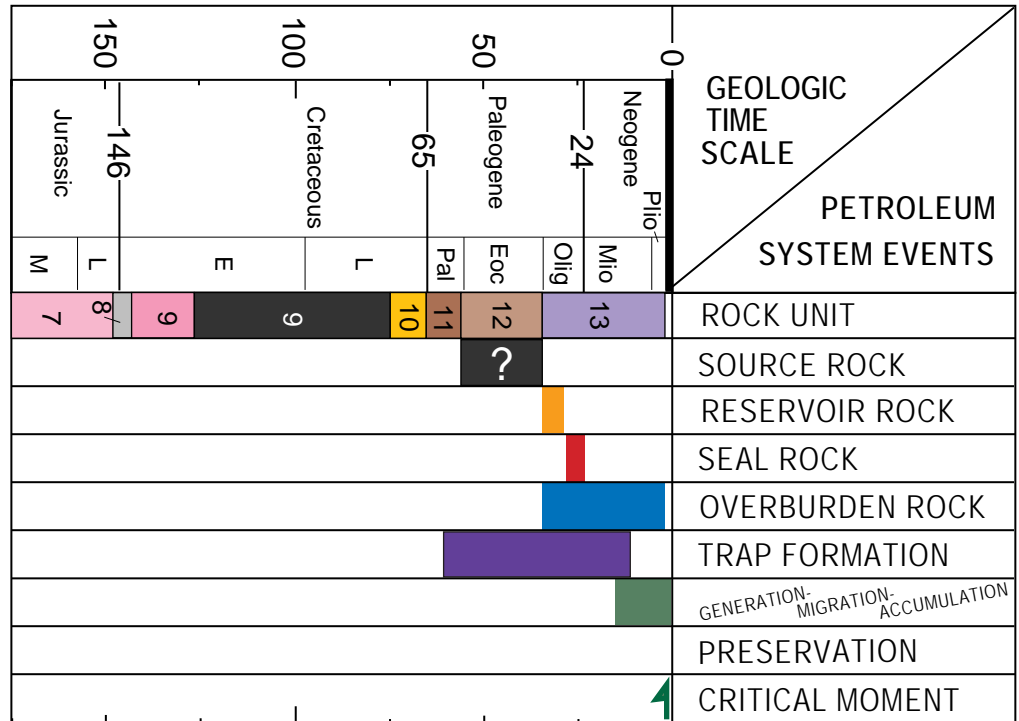 150
100
50
0
GEOLOGIC
TIME
SCALE
PETROLEUM
SYSTEM EVENTS
Jurassic
146
Cretaceous
65
Paleogene
24
Neogene
Plio
M
L
E
L
Pal
Eoc
Olig
Mio
7
8
9
9
10
11
12
13
ROCK UNIT
?
SOURCE ROCK
RESERVOIR ROCK
SEAL ROCK
OVERBURDEN ROCK
TRAP FORMATION
GENERATION-MIGRATION-ACCUMULATION
PRESERVATION
CRITICAL MOMENT